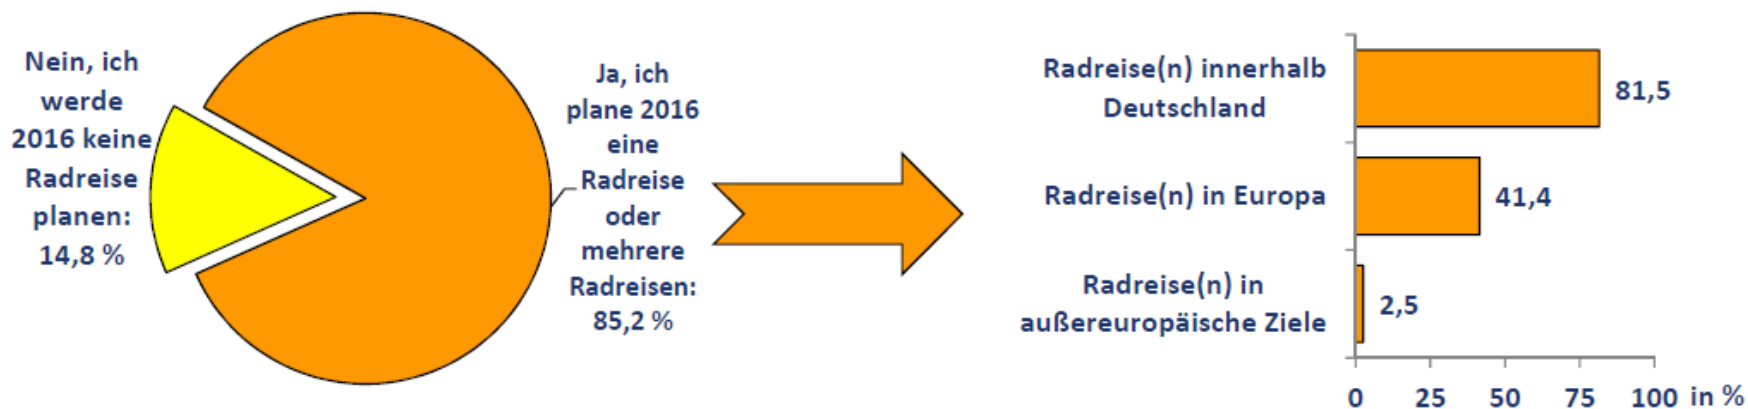 Nein, ich
werde
2016 keine
Radreise
planen:
14,8 %
Ja, ich
plane 2016
eine
Radreise
oder
mehrere
Radreisen:
85,2 %
Radreise(n) innerhalb
Deutschland
81,5
Radreise(n) in Europa
41,4
Radreise(n) in
außereuropäische Ziele
2,5
0 25 50 75 100 in %